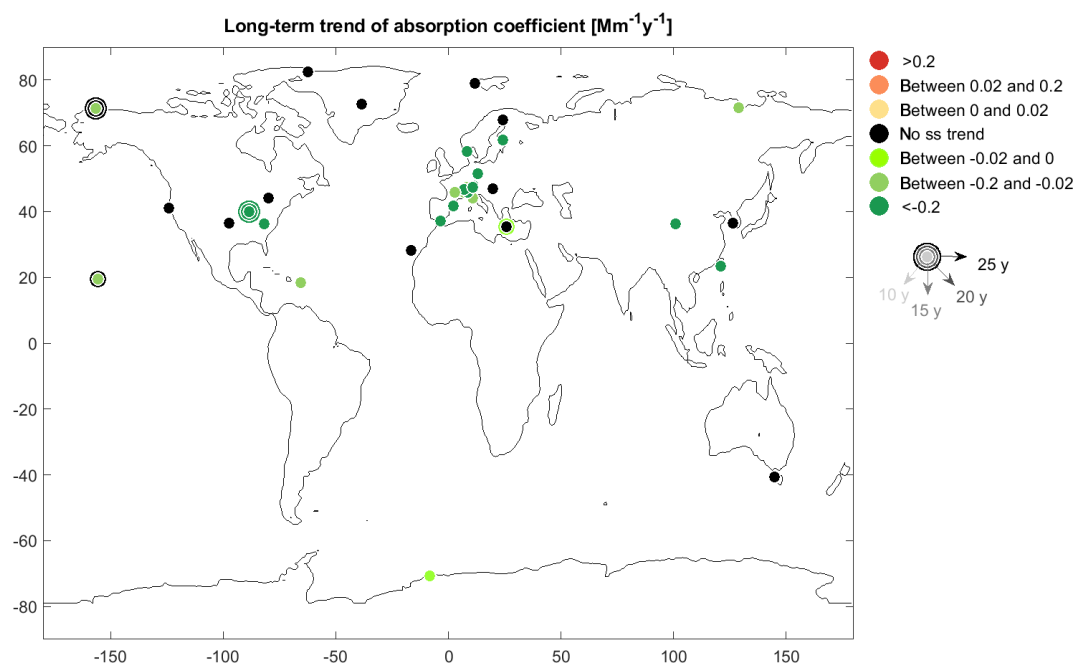 Long-term trend of absorption coefficient [Mm-1y-1]
>0.2
Between 0.02 and 0.2
Between 0 and 0.02
No ss trend
Between -0.02 and 0
Between -0.2 and -0.02
<-0.2
25 y
10 y
20 y
15 y
80
60
40
20
0
-20
-40
-60
-80
-150 -100 -50 0 50 100 150